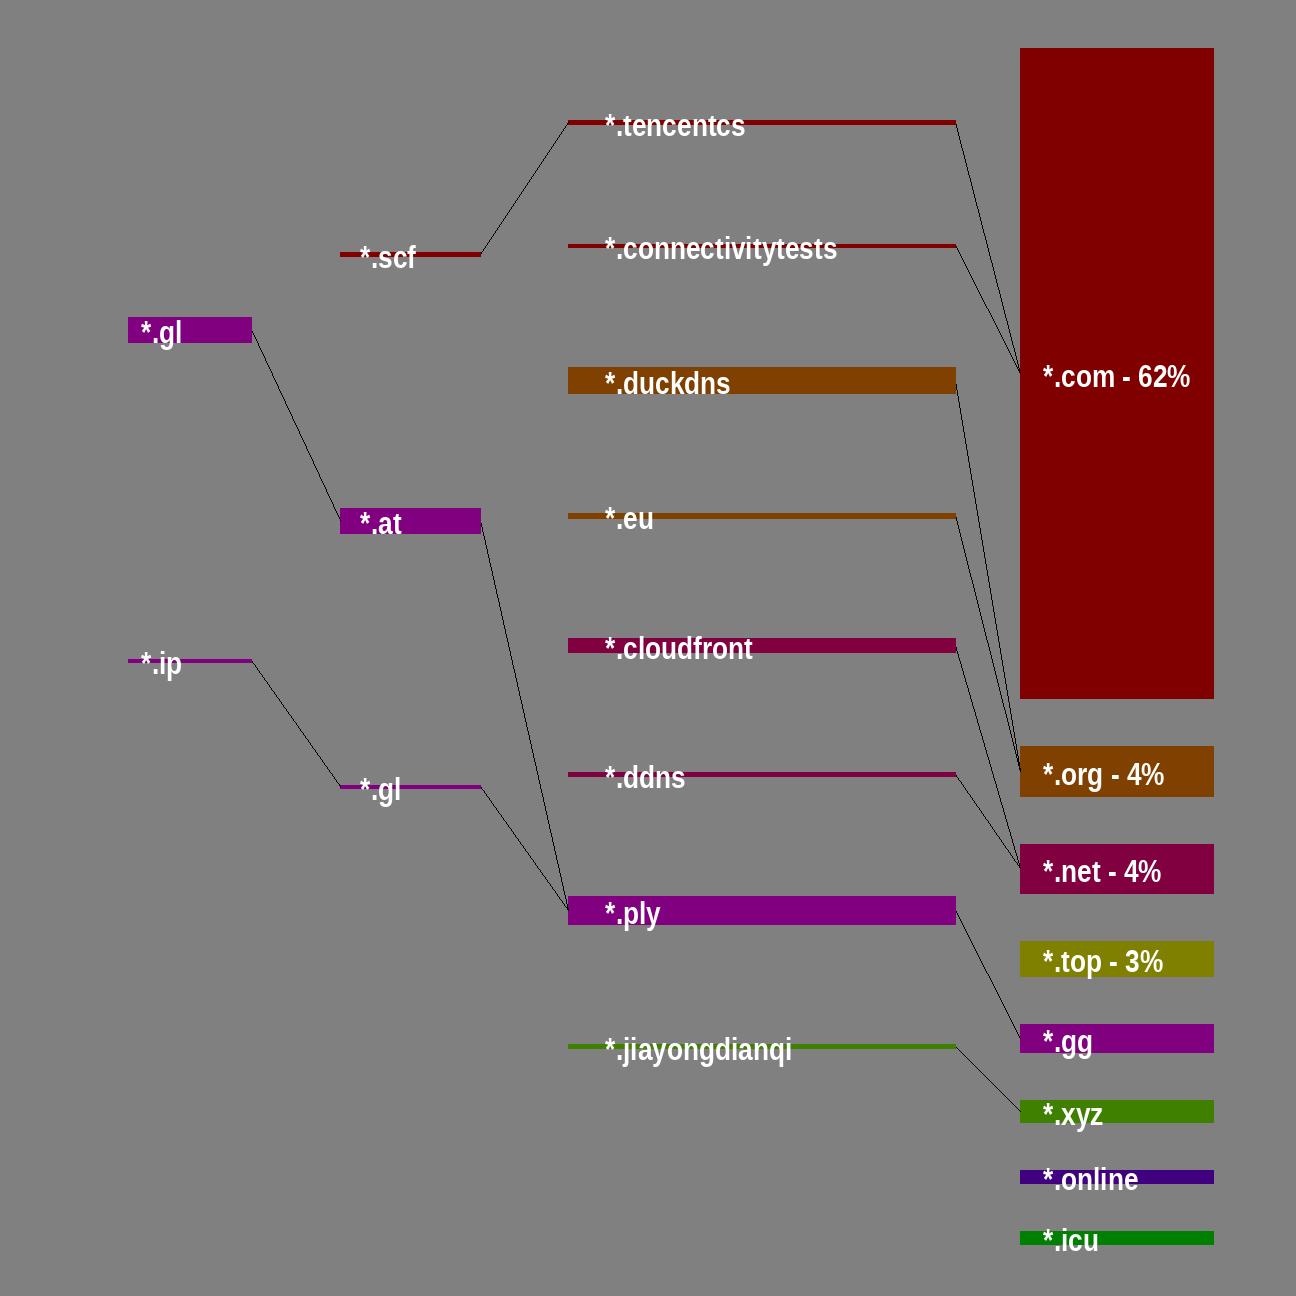 *.tencentcs
*.connectivitytests
*.scf
*.gl
*.duckdns
*.com - 62%
*.at
*.eu
*.cloudfront
*.ip
*.ddns
*.org - 4%
*.gl
*.net - 4%
*.ply
*.top - 3%
*.gg
*.jiayongdianqi
*.xyz
*.online
*.icu